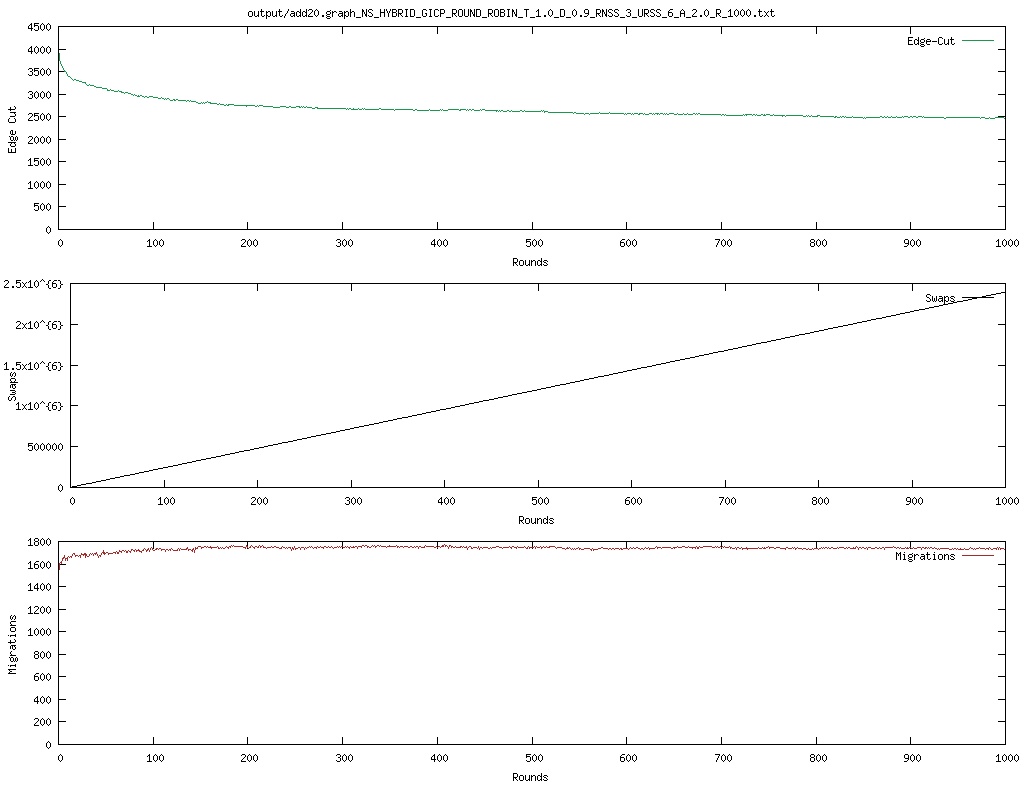 output/add20.graph_NS_HYBRID_GICP_ROUND_ROBIN_T_1.0_D_0.9_RNSS_3_URSS_6_A_2.0_R_1000.txt
4500
4000
3500
3000
2500
2000
1500
1000
500
0
Edge Cut
Edge-Cut
0 100 200 300 400 500 600 700 800 900 1000
Rounds
2.5x10^{6}
2x10^{6}
1.5x10^{6}
1x10^{6}
500000
0
Swaps
Swaps
0 100 200 300 400 500 600 700 800 900 1000
Rounds
1800
1600
1400
1200
1000
800
600
400
200
0
Migrations
Migrations
0 100 200 300 400 500 600 700 800 900 1000
Rounds